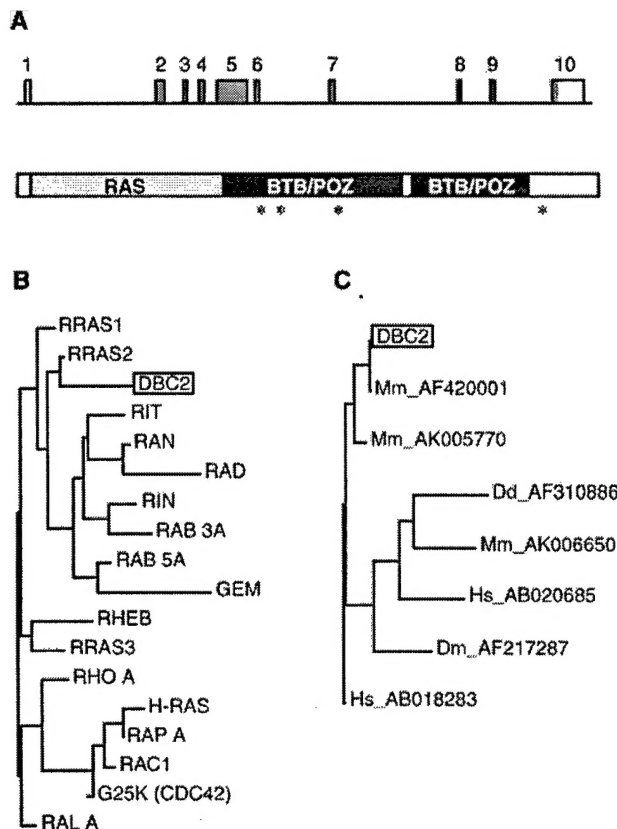 A
1 2 3 4 5 6 7 8 9 10
RAS BTB/POZ BTB/POZ
* * * *
B
RRAS1
RRAS2
DBC2
RIT
RAN
RAD
RIN
RAB 3A
RAB 5A
GEM
RHEB
RRAS3
RHO A
H-RAS
RAP A
RAC1
G25K (CDC42)
RAL A
C
DBC2
Mm_AF420001
Mm_AK005770
Dd_AF310886
Mm_AK006650
Hs_AB020685
Dm_AF217287
Hs_AB018283